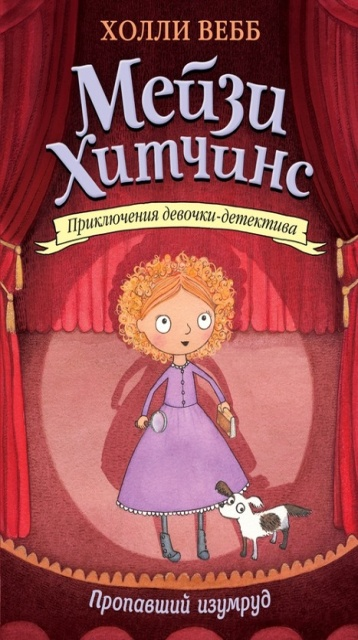 ХОЛЛИ ВЕББ
Мейзи
Хитчинс
Приключения девочки-детектива
Пропавший изумруд